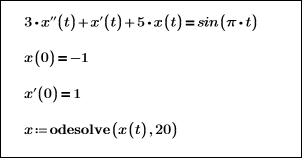 3•x''(t)+x'(t)+5•x(t)=sin(π•t)
x(0)=−1
x'(0)=1
x:=odesolve(x(t),20)